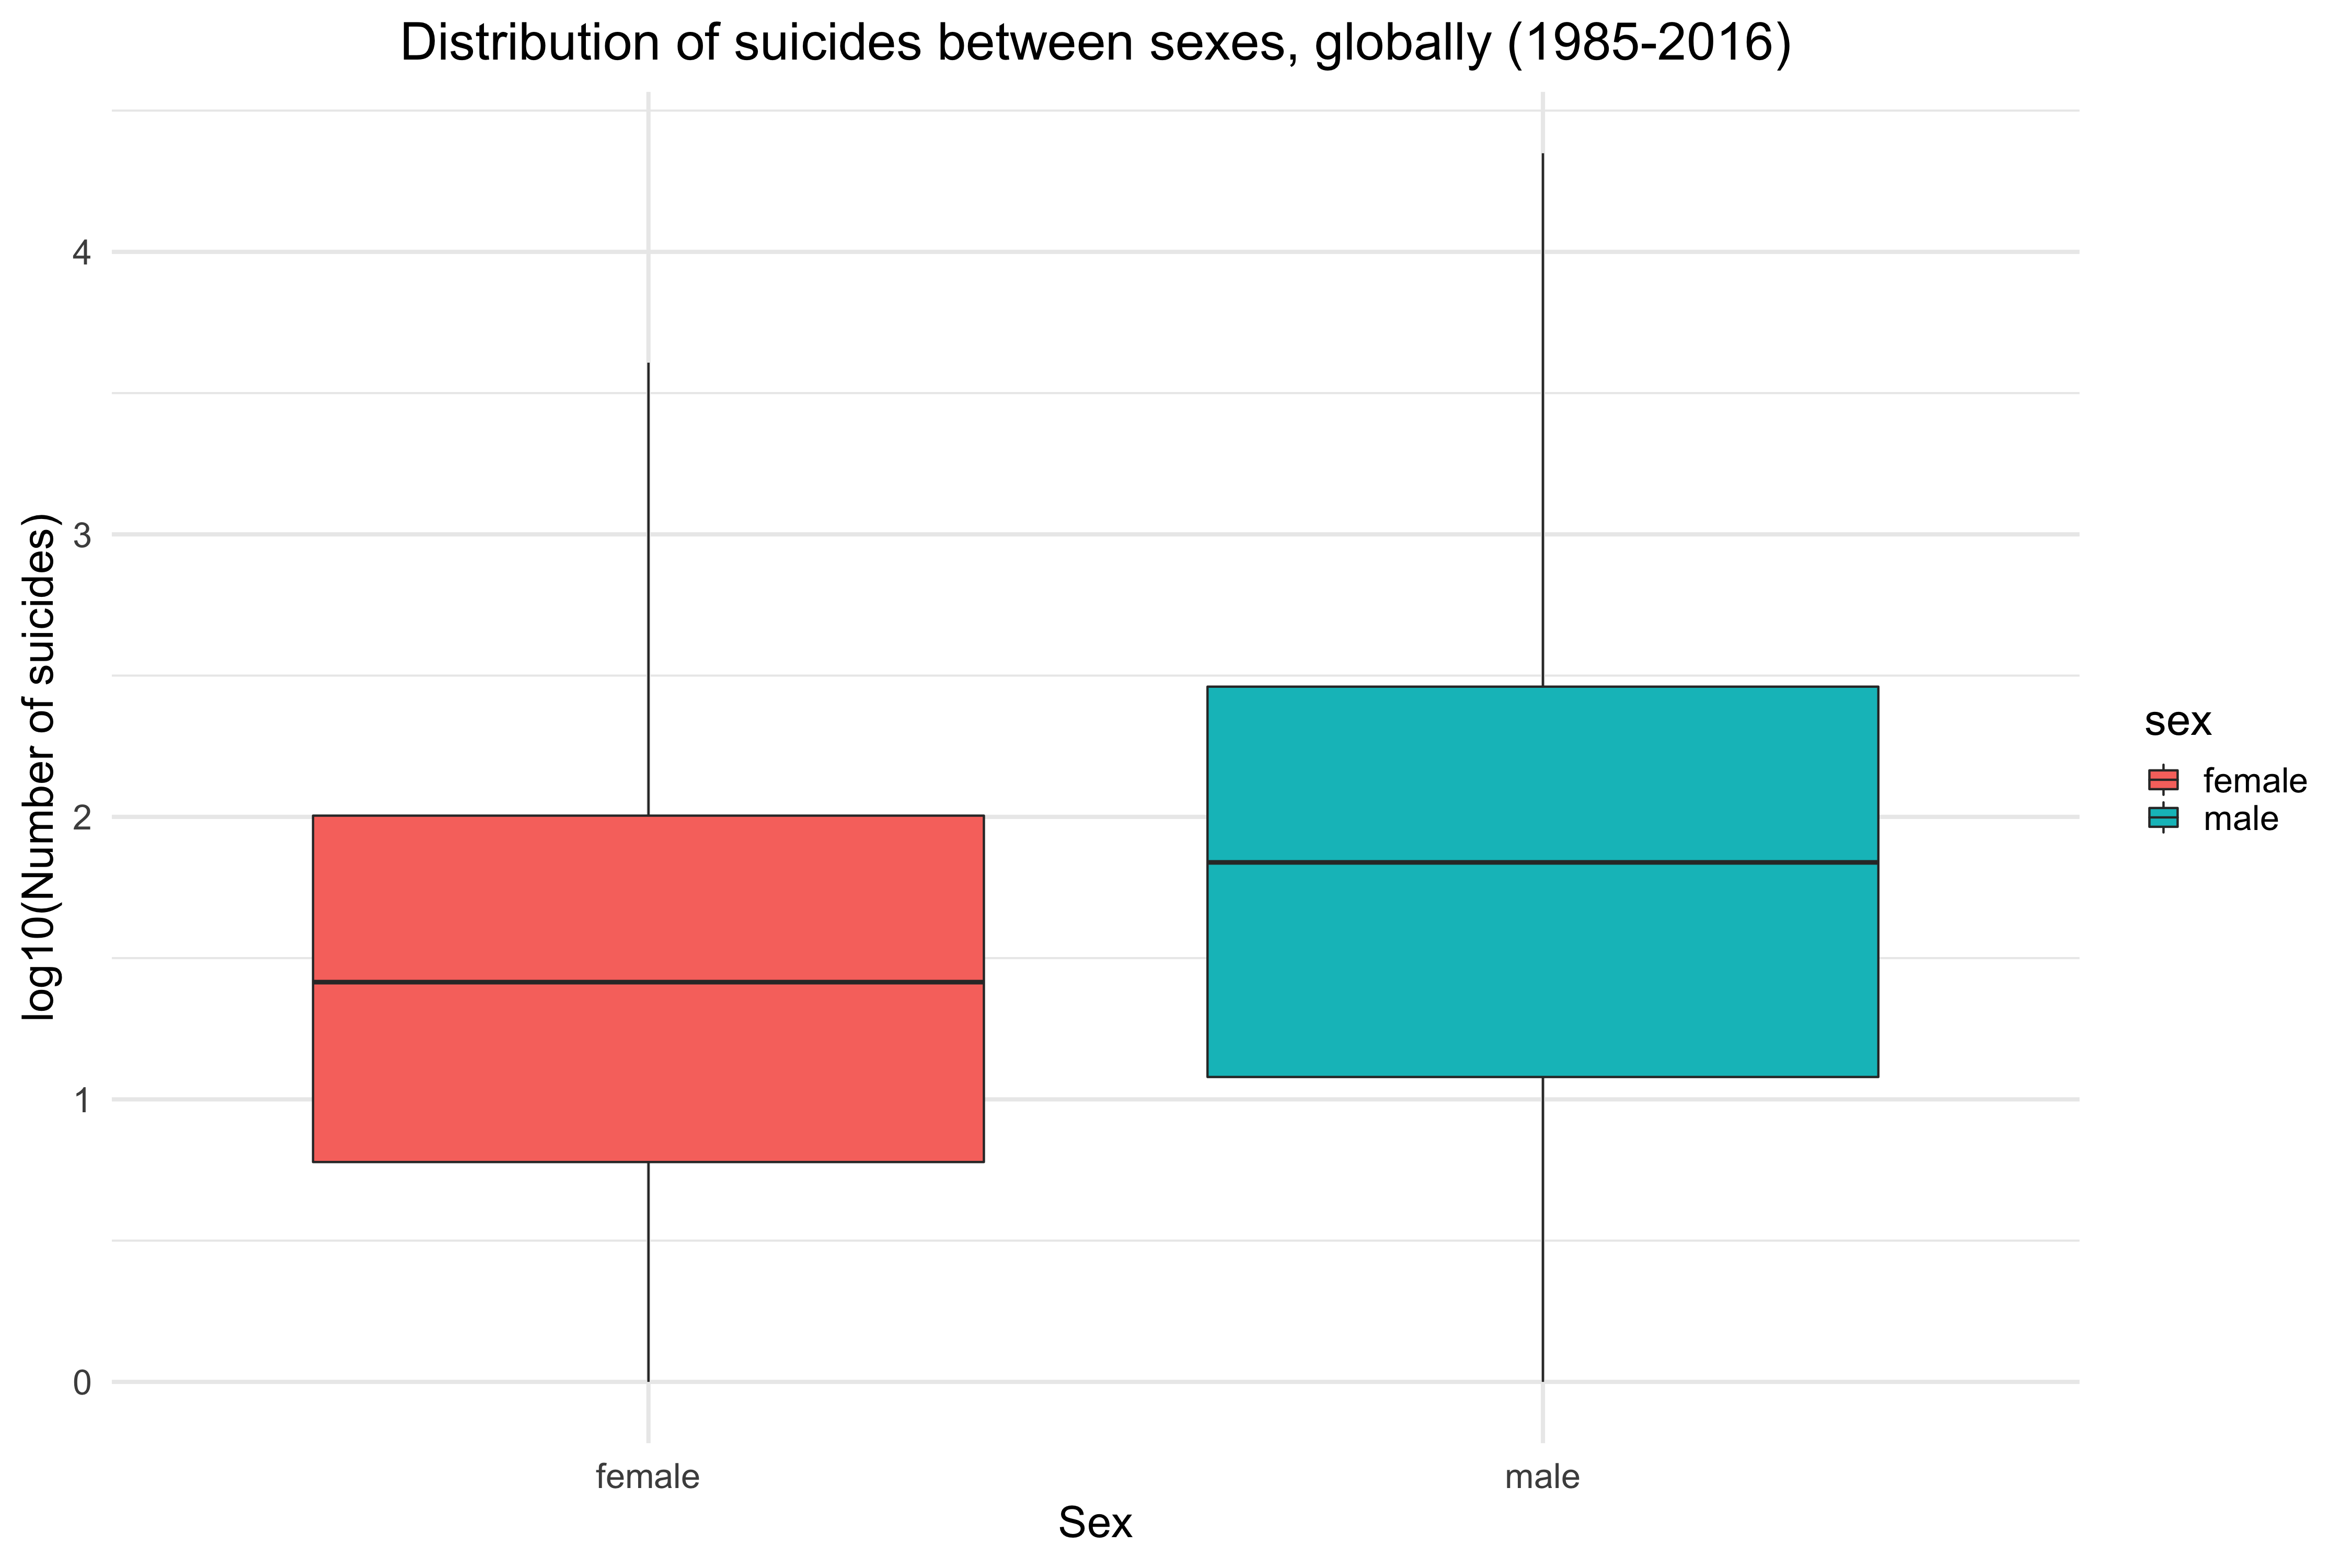 Distribution of suicides between sexes, globally (1985-2016)
log10(Number of suicides)
4
3
2
1
0
female
male
Sex
sex
female
male